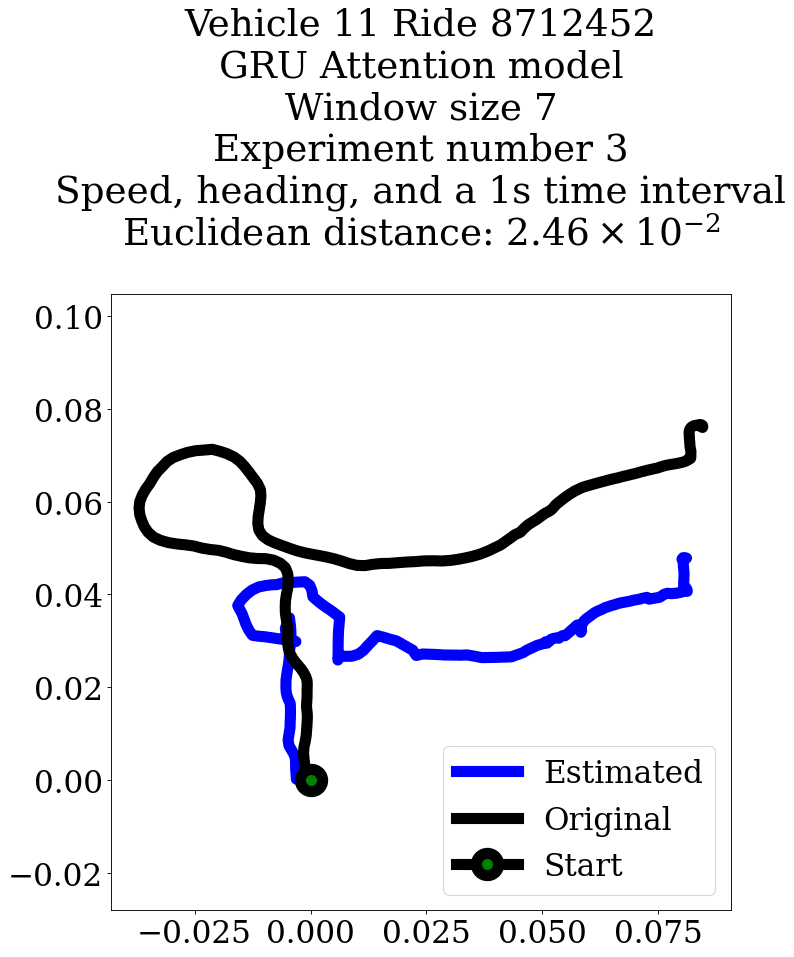 Vehicle 11 Ride 8712452
GRU Attention model
Window size 7
Experiment number 3
Speed, heading, and a 1s time interval
Euclidean distance: 2.46 × 10⁻²
0.10
0.08
0.06
0.04
0.02
0.00
−0.02
Estimated
Original
Start
−0.025 0.000 0.025 0.050 0.075